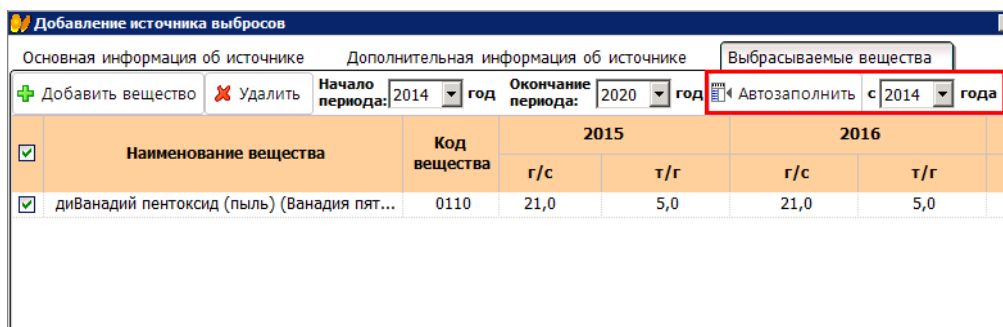 Добавление источника выбросов
Основная информация об источнике Дополнительная информация об источнике Выбрасываемые вещества
Добавить вещество Удалить Начало периода: 2014 год Окончание периода: 2020 год Автозаполнить с 2014 года
Наименование вещества Код вещества 2015 2016
г/с т/г г/с т/г
диВанадий пентоксид (пыль) (Ванадия пят... 0110 21,0 5,0 21,0 5,0